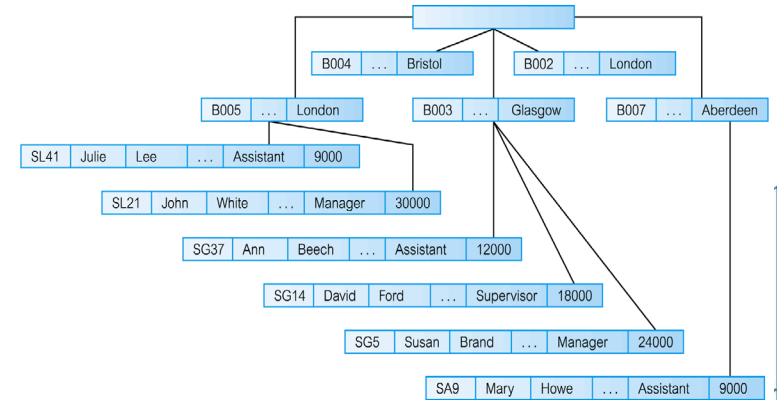 B004 ... Bristol
B002 ... London
B005 ... London
B003 ... Glasgow
B007 ... Aberdeen
SL41 Julie Lee ... Assistant 9000
SL21 John White ... Manager 30000
SG37 Ann Beech ... Assistant 12000
SG14 David Ford ... Supervisor 18000
SG5 Susan Brand ... Manager 24000
SA9 Mary Howe ... Assistant 9000